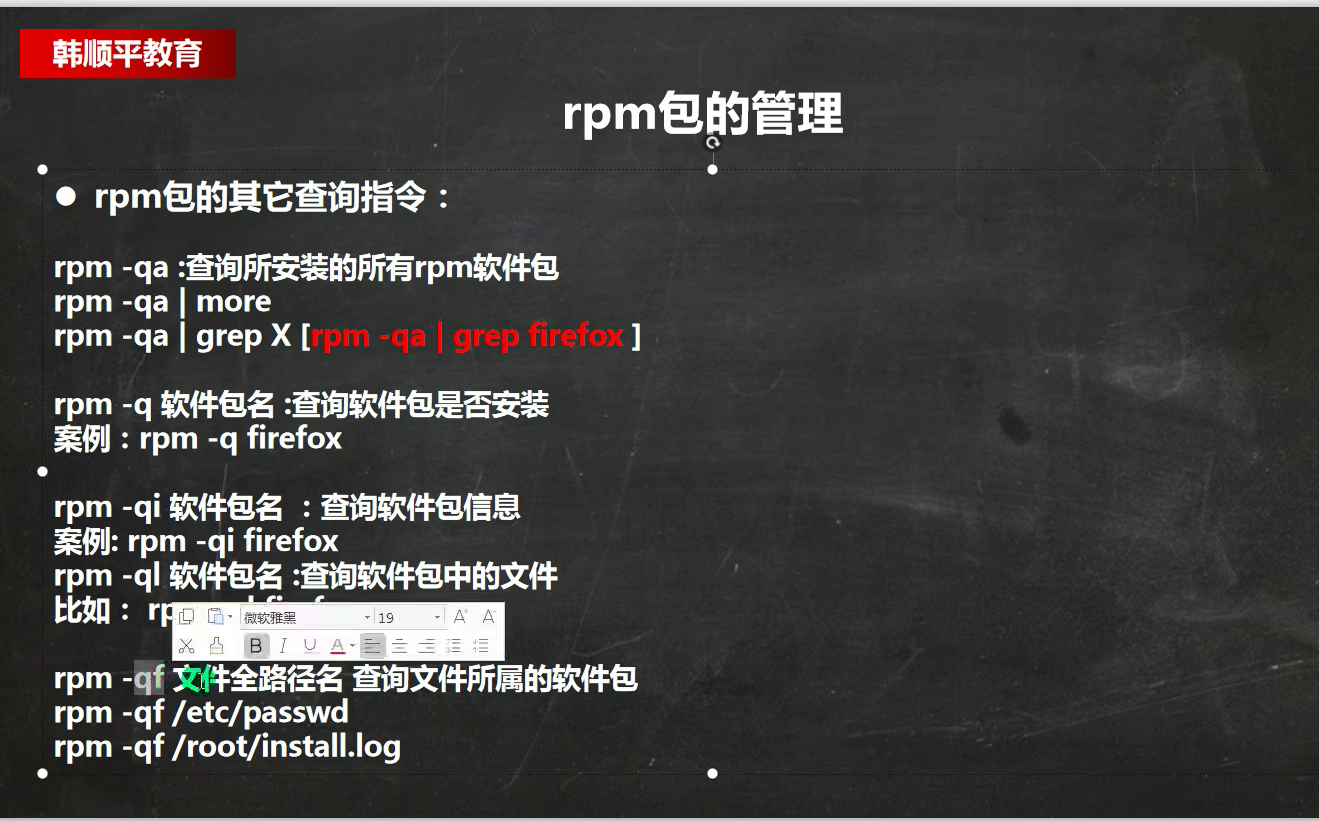 韩顺平教育
rpm包的管理
● rpm包的其它查询指令：
rpm -qa :查询所安装的所有rpm软件包
rpm -qa | more
rpm -qa | grep X [rpm -qa | grep firefox ]
rpm -q 软件包名 :查询软件包是否安装
案例：rpm -q firefox
rpm -qi 软件包名 ：查询软件包信息
案例: rpm -qi firefox
rpm -ql 软件包名 :查询软件包中的文件
比如：
微软雅黑 19 A A
B I U A
rpm -qf 文件全路径名 查询文件所属的软件包
rpm -qf /etc/passwd
rpm -qf /root/install.log